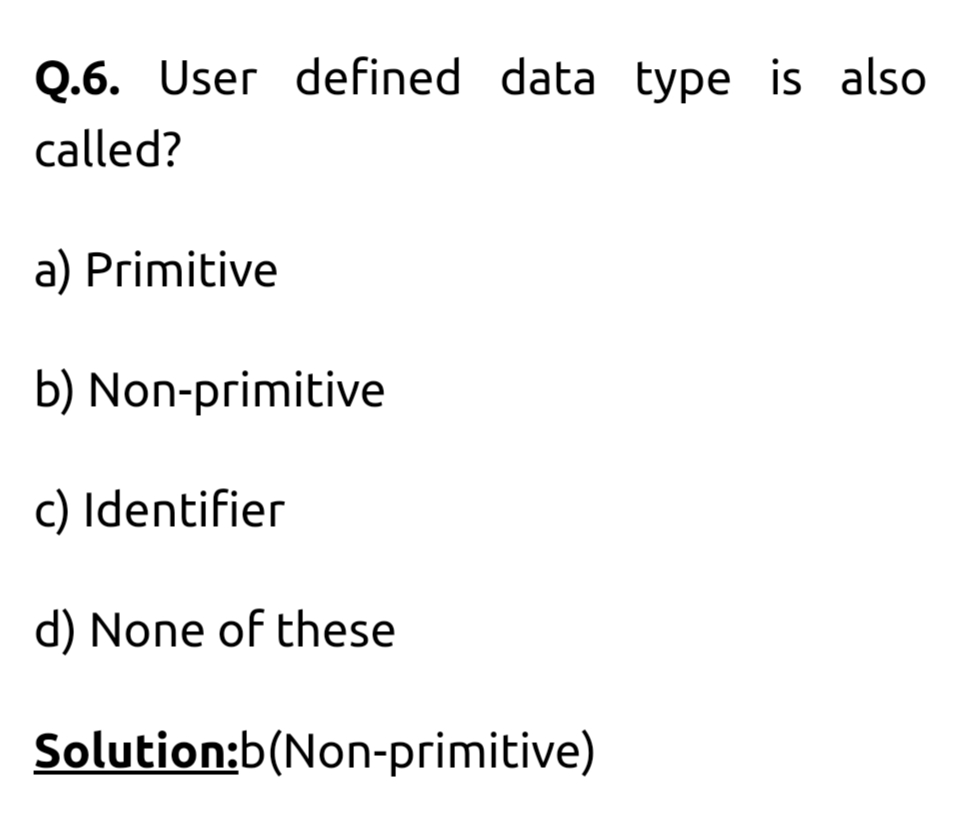 Q.6. User defined data type is also
called?
a) Primitive
b) Non-primitive
c) Identifier
d) None of these
Solution:b(Non-primitive)